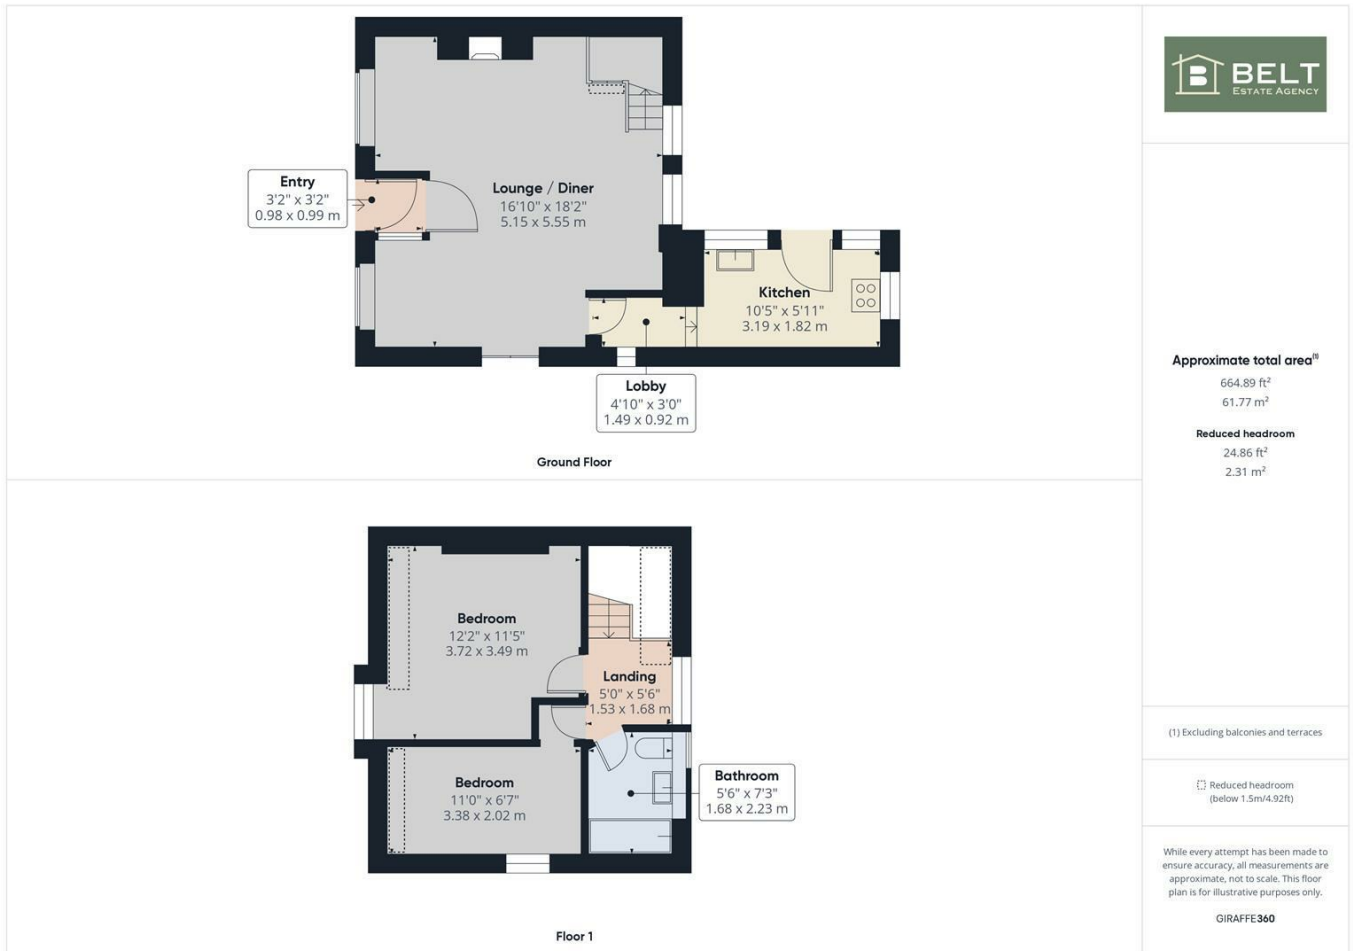 Entry
3'2" x 3'2"
0.98 x 0.99 m
Lounge / Diner
16'10" x 18'2"
5.15 x 5.55 m
Kitchen
10'5" x 5'11"
3.19 x 1.82 m
Lobby
4'10" x 3'0"
1.49 x 0.92 m
Ground Floor
Bedroom
12'2" x 11'5"
3.72 x 3.49 m
Landing
5'0" x 5'6"
1.53 x 1.68 m
Bedroom
11'0" x 6'7"
3.38 x 2.02 m
Bathroom
5'6" x 7'3"
1.68 x 2.23 m
Floor 1
B BELT
ESTATE AGENCY
Approximate total area(1)
664.89 ft²
61.77 m²
Reduced headroom
24.86 ft²
2.31 m²
(1) Excluding balconies and terraces
Reduced headroom
(below 1.5m/4.92ft)
While every attempt has been made to
ensure accuracy, all measurements are
approximate, not to scale. This floor
plan is for illustrative purposes only.
GIRAFFE360